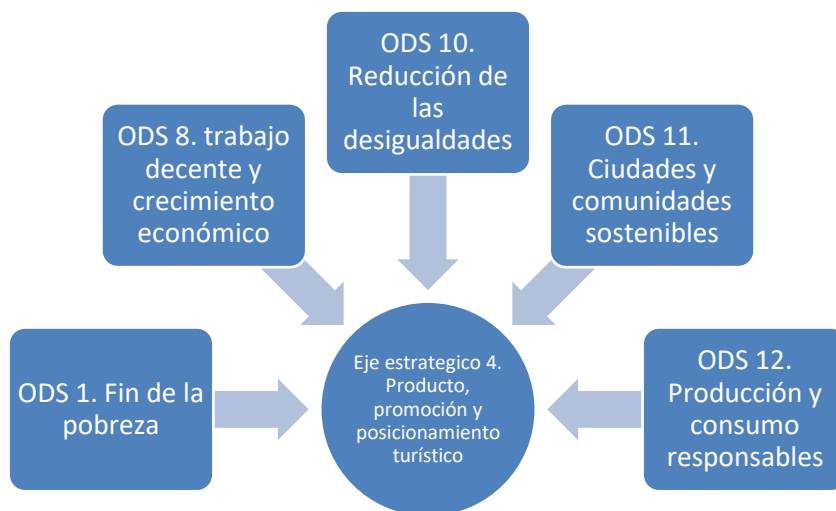 ODS 10.
Reducción de
las
desigualdades
ODS 8. trabajo
decente y
crecimiento
económico
ODS 11.
Ciudades y
comunidades
sostenibles
ODS 1. Fin de la
pobreza
Eje estrategico 4.
Producto,
promoción y
posicionamiento
turístico
ODS 12.
Producción y
consumo
responsables